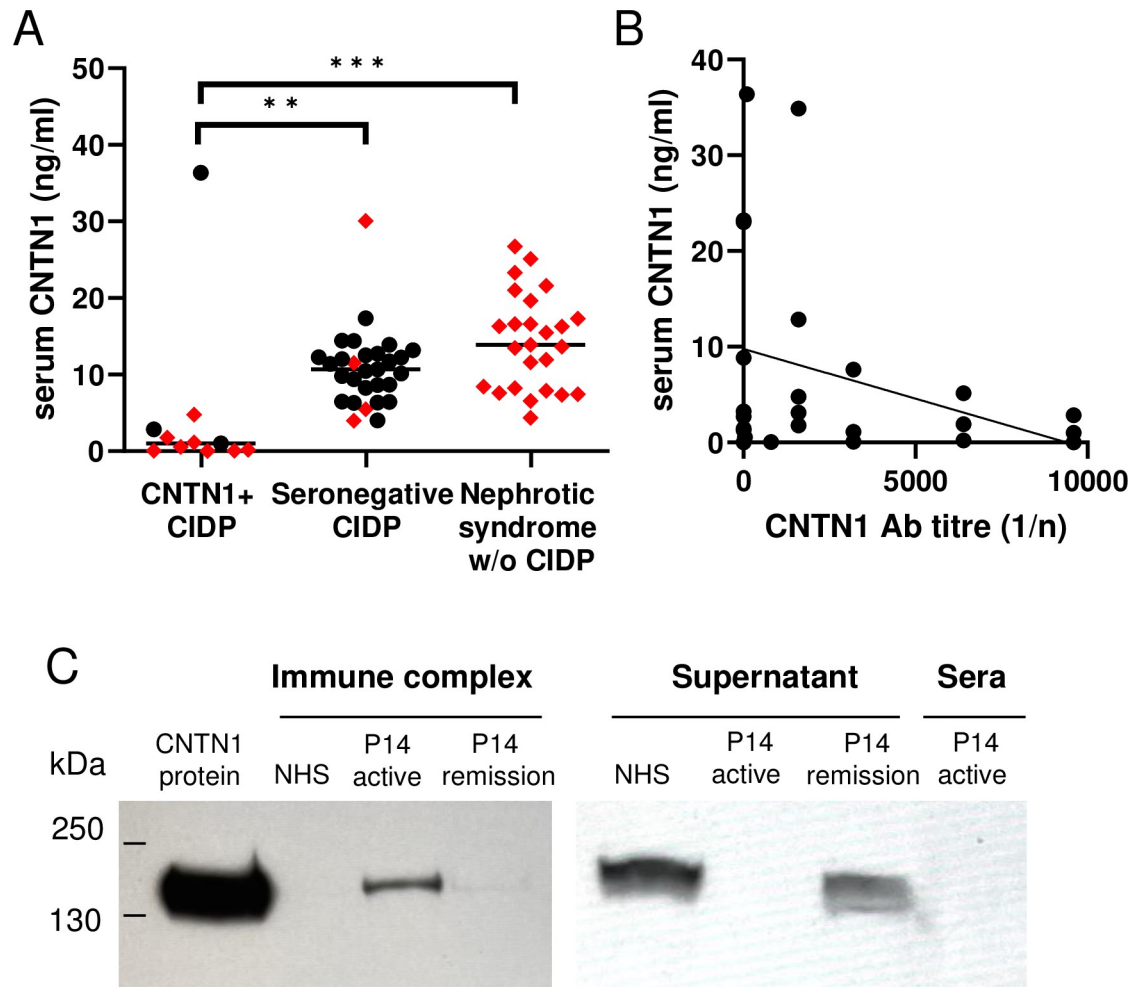 A
serum CNTN1 (ng/ml)
50
40
30
20
10
0
* * *
* *
CNTN1+
CIDP
Seronegative
CIDP
Nephrotic
syndrome
w/o CIDP
B
serum CNTN1 (ng/ml)
40
30
20
10
0
0 5000 10000
CNTN1 Ab titre (1/n)
C
Immune complex Supernatant Sera
kDa
CNTN1
protein
NHS
P14
active
P14
remission
NHS
P14
active
P14
remission
P14
active
250
130